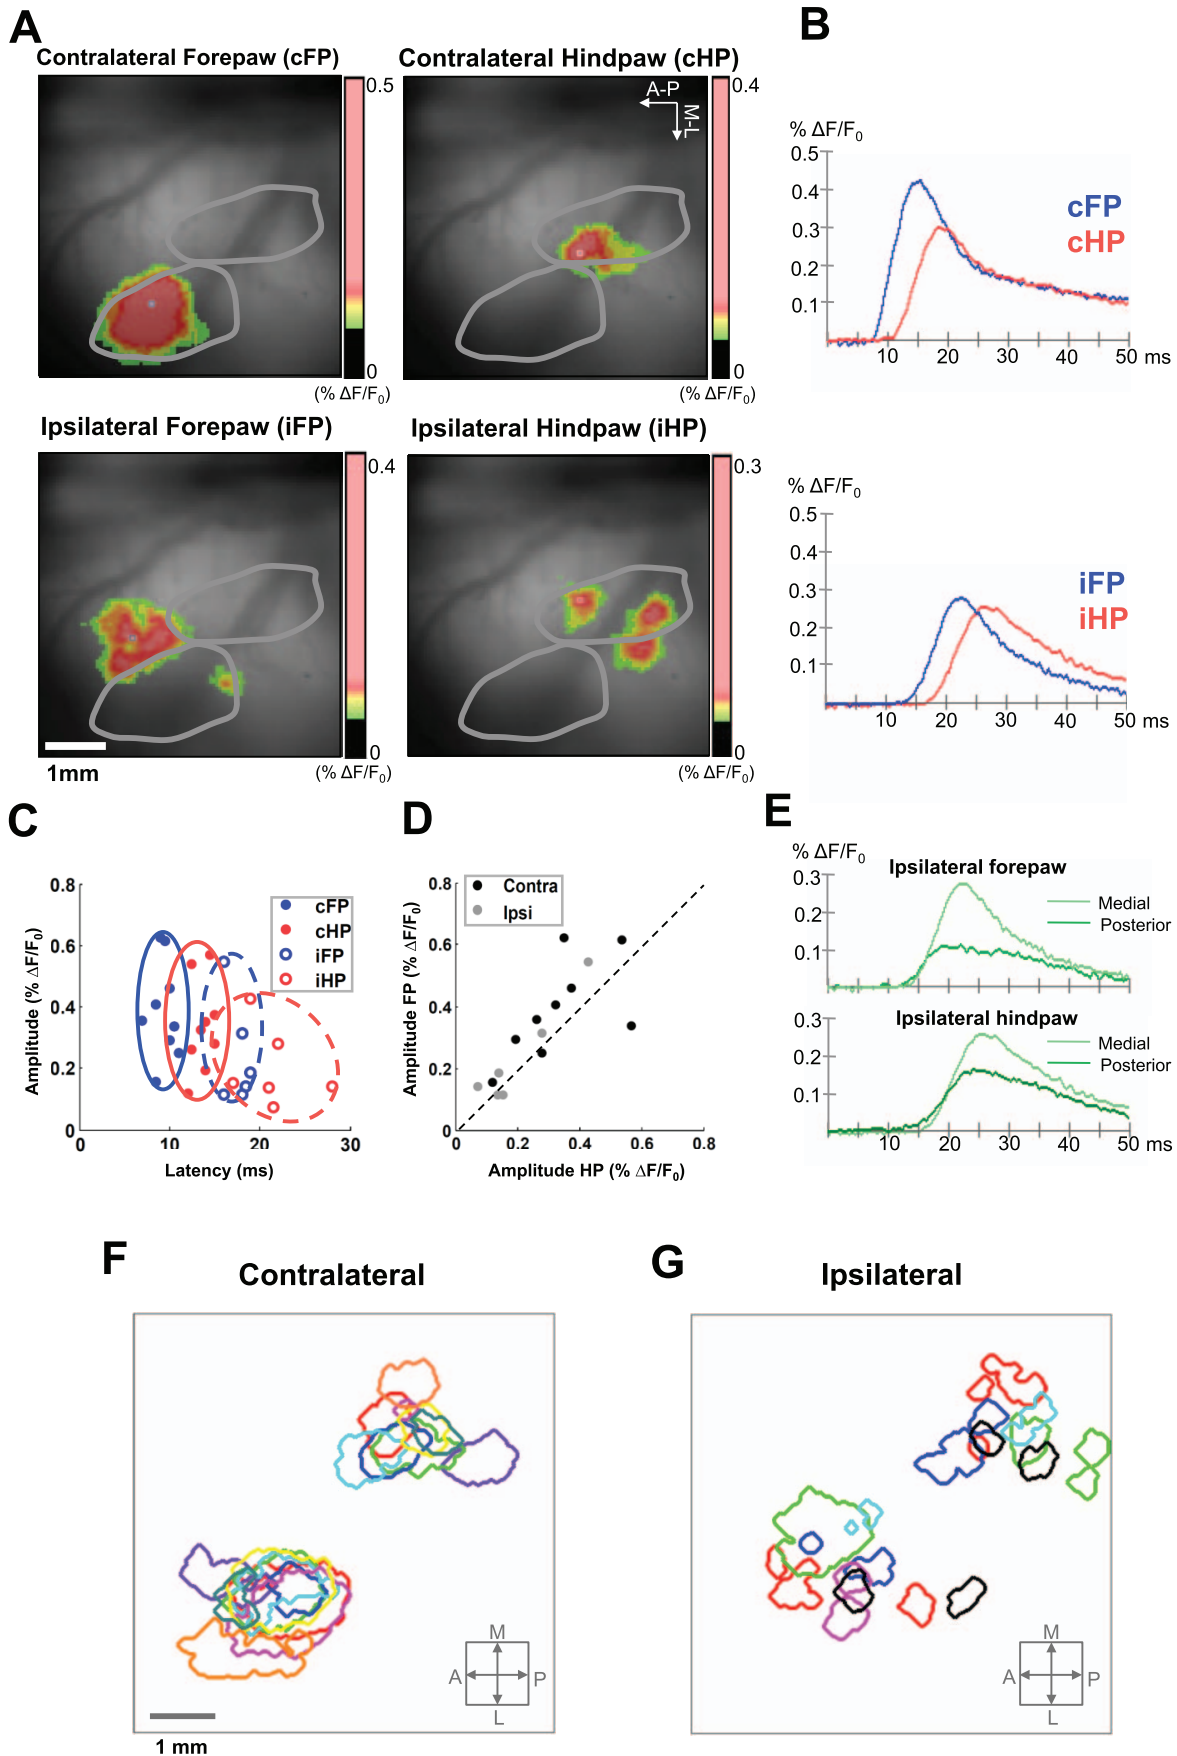 A
Contralateral Forepaw (cFP)
0.5
0
(% ΔF/F0)
Contralateral Hindpaw (cHP)
A-P
M-L
0.4
0
(% ΔF/F0)
Ipsilateral Forepaw (iFP)
0.4
0
(% ΔF/F0)
1mm
Ipsilateral Hindpaw (iHP)
0.3
0
(% ΔF/F0)
B
% ΔF/F0
0.5
0.4
0.3
0.2
0.1
cFP
cHP
10 20 30 40 50 ms
% ΔF/F0
0.5
0.4
0.3
0.2
0.1
iFP
iHP
10 20 30 40 50 ms
C
Amplitude (% ΔF/F0)
0.8
0.6
0.4
0.2
0
cFP
cHP
iFP
iHP
0 10 20 30
Latency (ms)
D
Amplitude FP (% ΔF/F0)
0.8
0.6
0.4
0.2
0
Contra
Ipsi
0 0.2 0.4 0.6 0.8
Amplitude HP (% ΔF/F0)
E
% ΔF/F0
Ipsilateral forepaw
0.3
0.2
0.1
Medial
Posterior
Ipsilateral hindpaw
0.3
0.2
0.1
Medial
Posterior
10 20 30 40 50 ms
F
Contralateral
M
A P
L
1 mm
G
Ipsilateral
M
A P
L